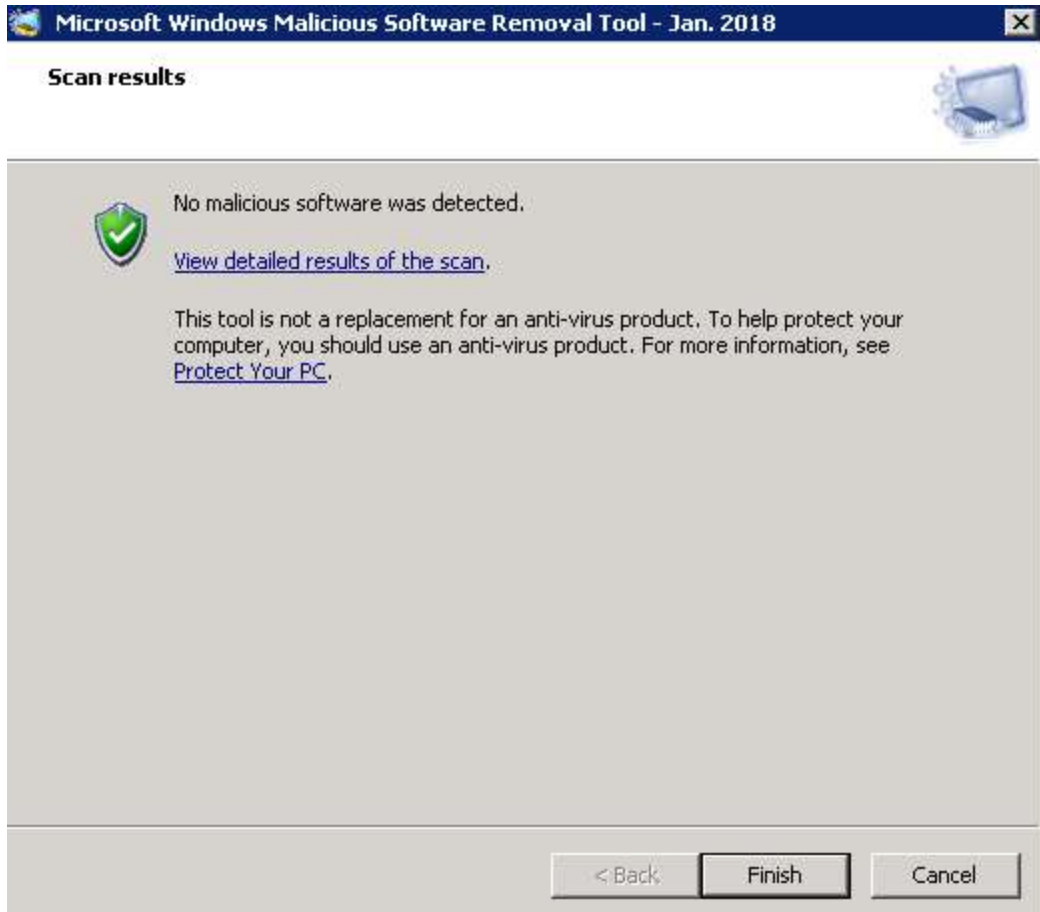 Microsoft Windows Malicious Software Removal Tool - Jan. 2018
Scan results
No malicious software was detected.
View detailed results of the scan.
This tool is not a replacement for an anti-virus product. To help protect your
computer, you should use an anti-virus product. For more information, see
Protect Your PC.
< Back
Finish
Cancel